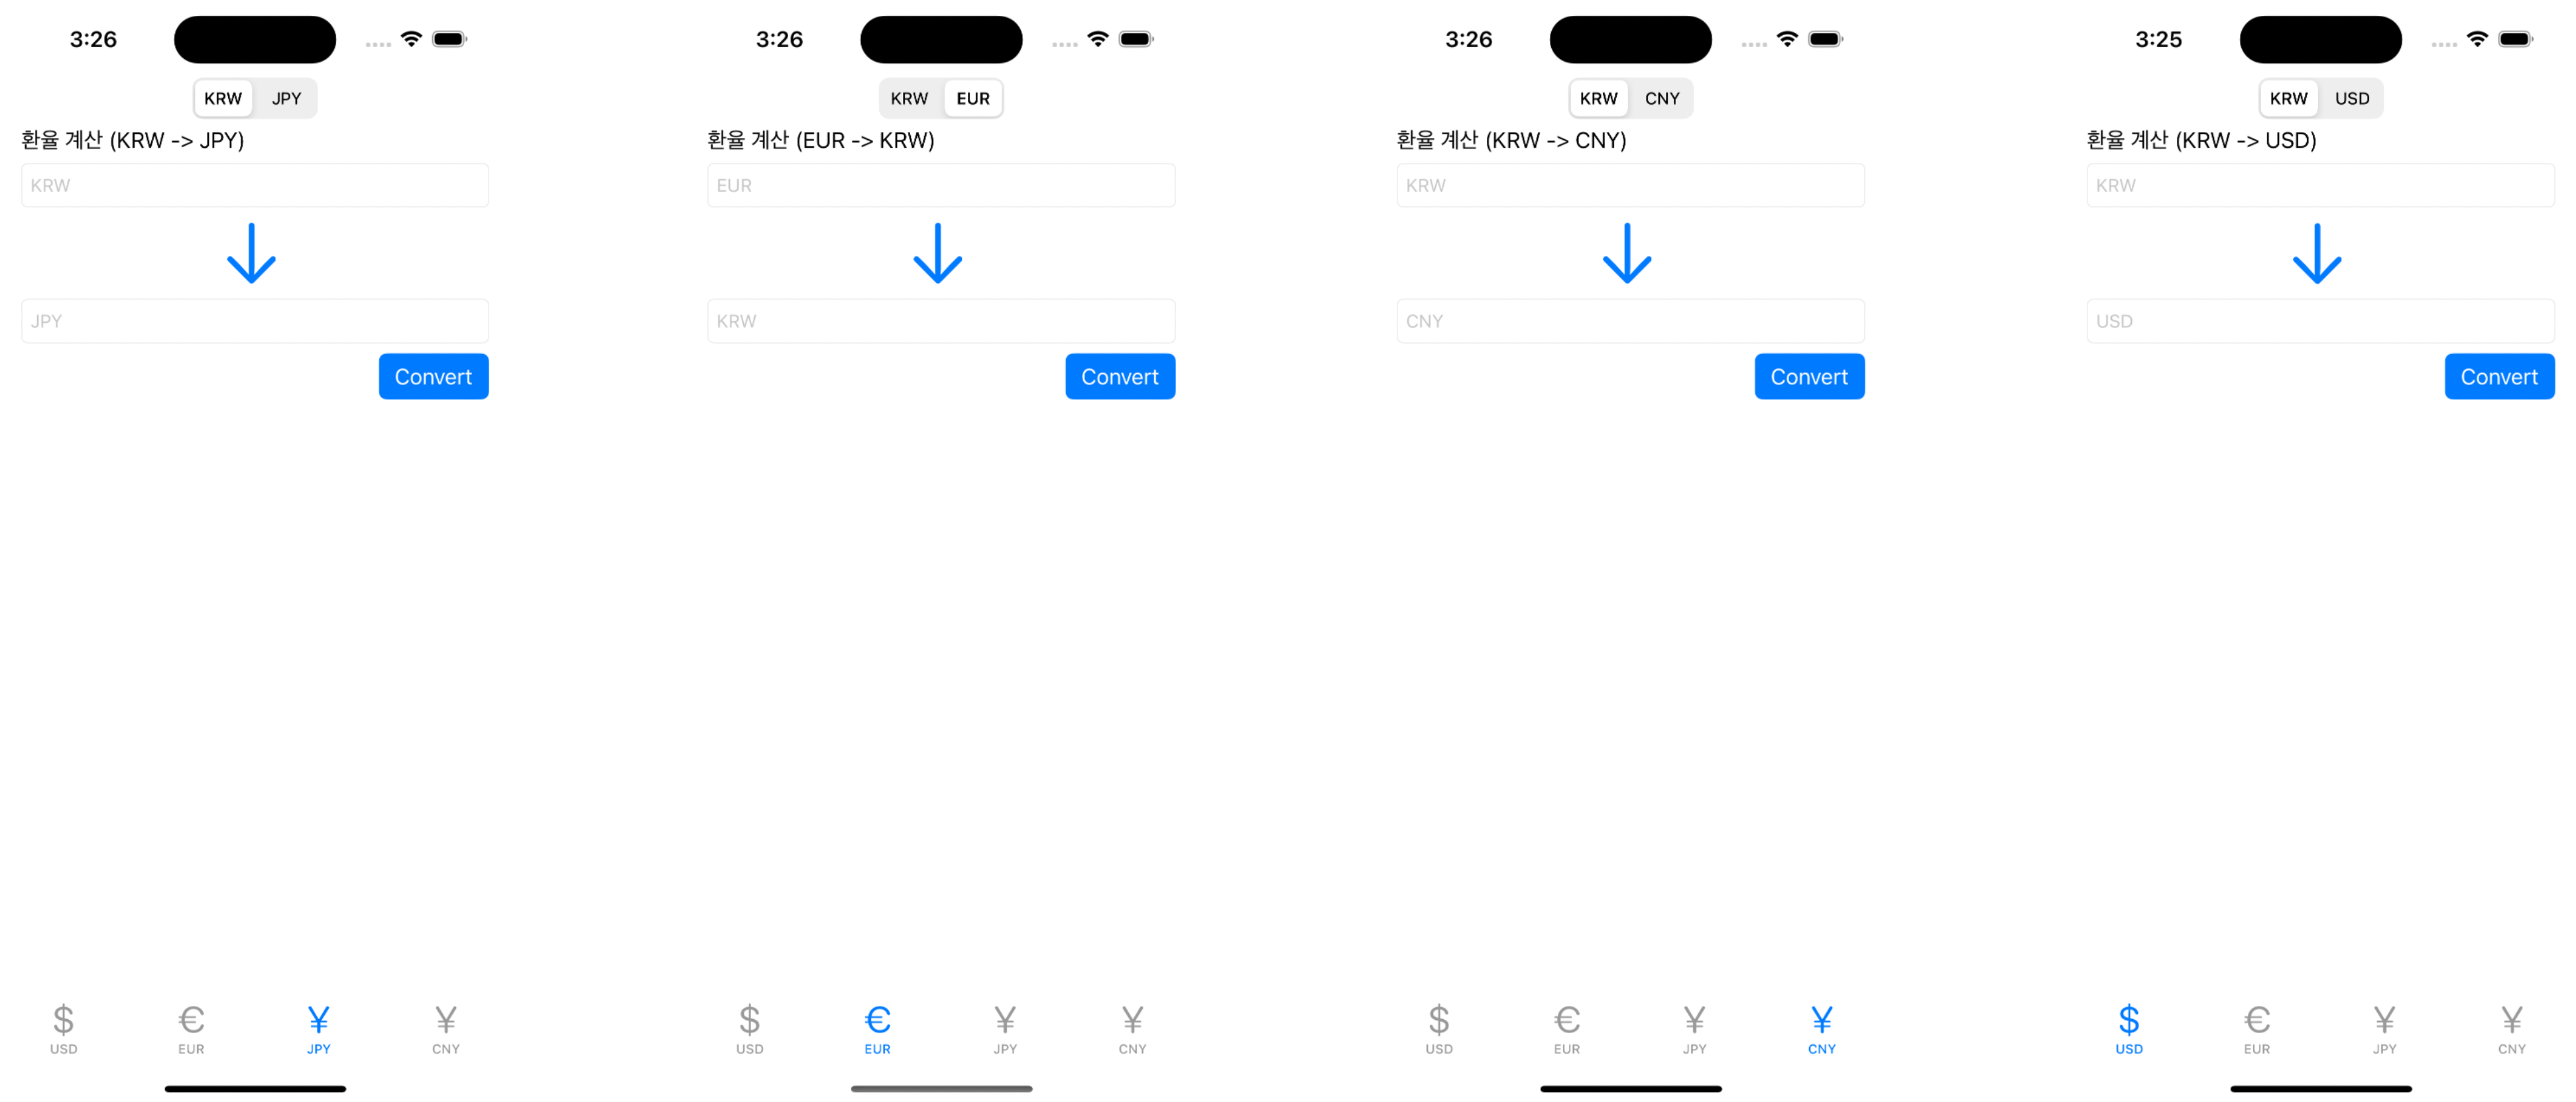 3:26
KRW JPY
환율 계산 (KRW -> JPY)
KRW
JPY
Convert
$ € ¥ ¥
USD EUR JPY CNY
3:26
KRW EUR
환율 계산 (EUR -> KRW)
EUR
KRW
Convert
$ € ¥ ¥
USD EUR JPY CNY
3:26
KRW CNY
환율 계산 (KRW -> CNY)
KRW
CNY
Convert
$ € ¥ ¥
USD EUR JPY CNY
3:25
KRW USD
환율 계산 (KRW -> USD)
KRW
USD
Convert
$ € ¥ ¥
USD EUR JPY CNY